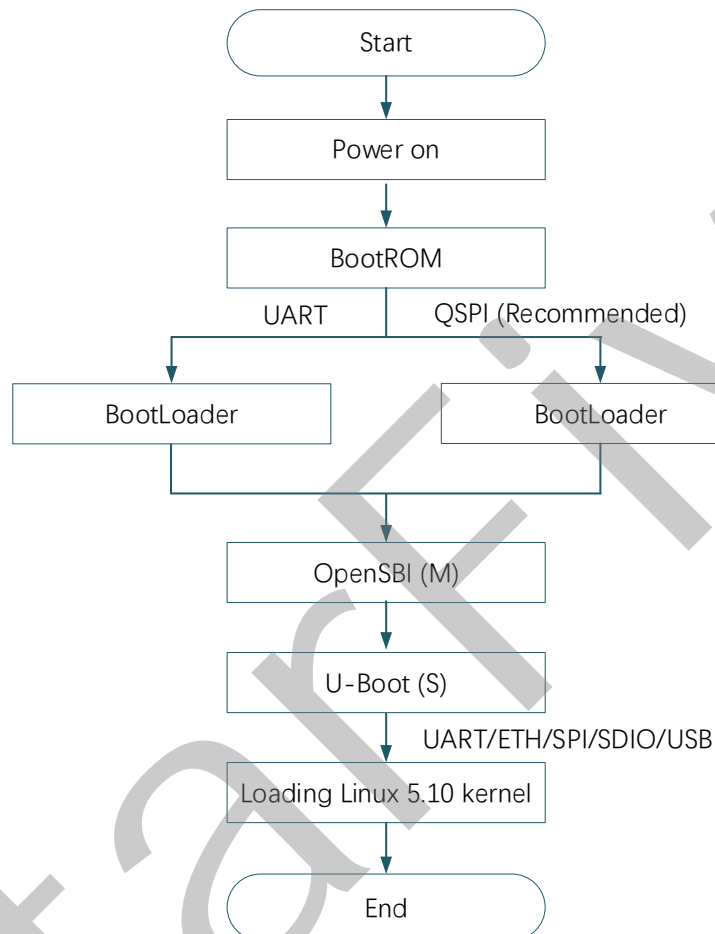 Start
Power on
BootROM
UART
QSPI (Recommended)
BootLoader
BootLoader
OpenSBI (M)
U-Boot (S)
UART/ETH/SPI/SDIO/USB
Loading Linux 5.10 kernel
End